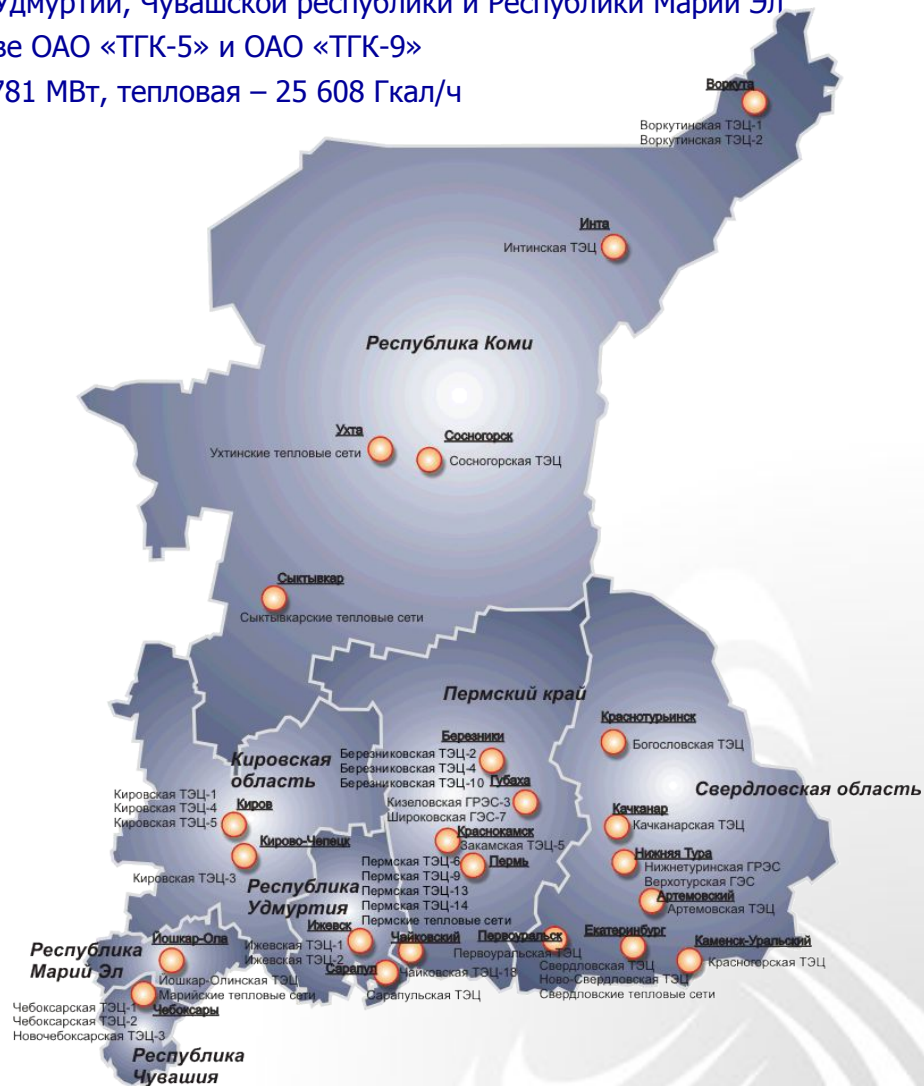 Удмуртии, Чувашской республики и Республики Марий Эл
ве ОАО «ТГК-5» и ОАО «ТГК-9»
781 МВт, тепловая – 25 608 Гкал/ч
Воркута
Воркутинская ТЭЦ-1
Воркутинская ТЭЦ-2
Инта
Интинская ТЭЦ
Республика Коми
Ухта
Ухтинские тепловые сети
Сосногорск
Сосногорская ТЭЦ
Сыктывкар
Сыктывкарские тепловые сети
Пермский край
Березники
Березниковская ТЭЦ-2
Березниковская ТЭЦ-4
Березниковская ТЭЦ-10
Губаха
Кизеловская ГРЭС-3
Широковская ГЭС-7
Краснокамск
Закамская ТЭЦ-5
Пермь
Пермская ТЭЦ-6
Пермская ТЭЦ-9
Пермская ТЭЦ-13
Пермская ТЭЦ-14
Пермские тепловые сети
Чайковский
Чайковская ТЭЦ-18
Кировская
область
Кировская ТЭЦ-1
Кировская ТЭЦ-4
Кировская ТЭЦ-5
Киров
Кирово-Чепецк
Кировская ТЭЦ-3
Республика
Удмуртия
Ижевск
Ижевская ТЭЦ-1
Ижевская ТЭЦ-2
Сарапул
Сарапульская ТЭЦ
Республика
Марий Эл
Йошкар-Ола
Йошкар-Олинская ТЭЦ
Марийские тепловые сети
Чебоксарская ТЭЦ-1
Чебоксарская ТЭЦ-2
Новочебоксарская ТЭЦ-3
Чебоксары
Республика
Чувашия
Свердловская область
Краснотурьинск
Богословская ТЭЦ
Качканар
Качканарская ТЭЦ
Нижняя Тура
Нижнетуринская ГРЭС
Верхотурская ГЭС
Артемовский
Артемовская ТЭЦ
Первоуральск
Первоуральская ТЭЦ
Екатеринбург
Свердловская ТЭЦ
Ново-Свердловская ТЭЦ
Свердловские тепловые сети
Каменск-Уральский
Красногорская ТЭЦ